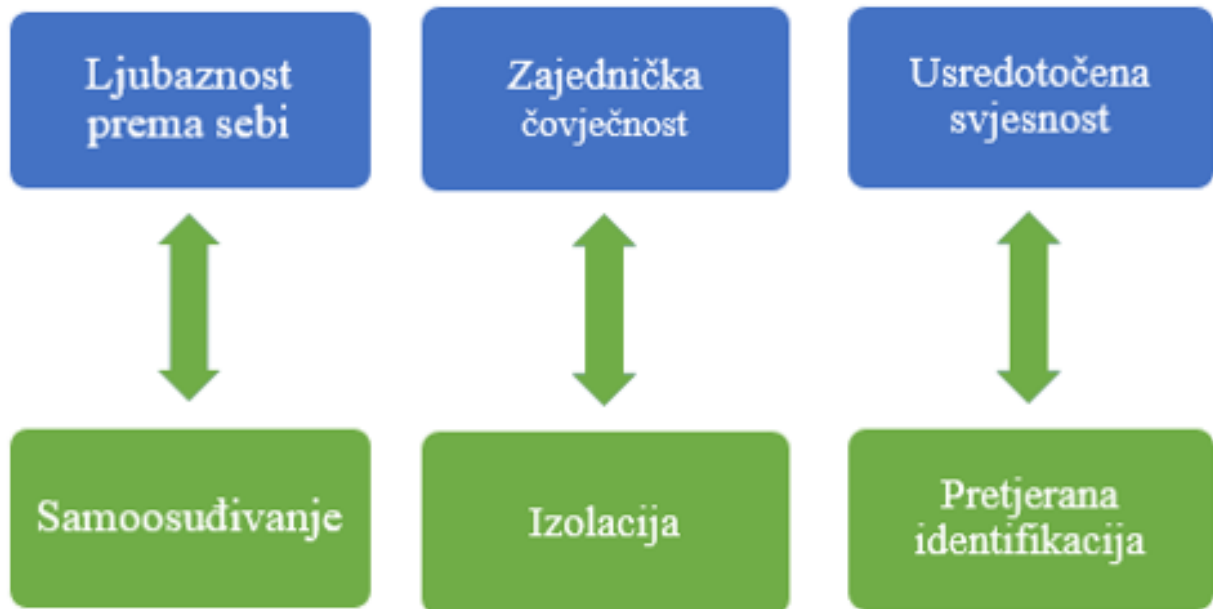 Ljubaznost
prema sebi
Zajednička
čovječnost
Usredotočena
svjesnost
Samoosuđivanje
Izolacija
Pretjerana
identifikacija